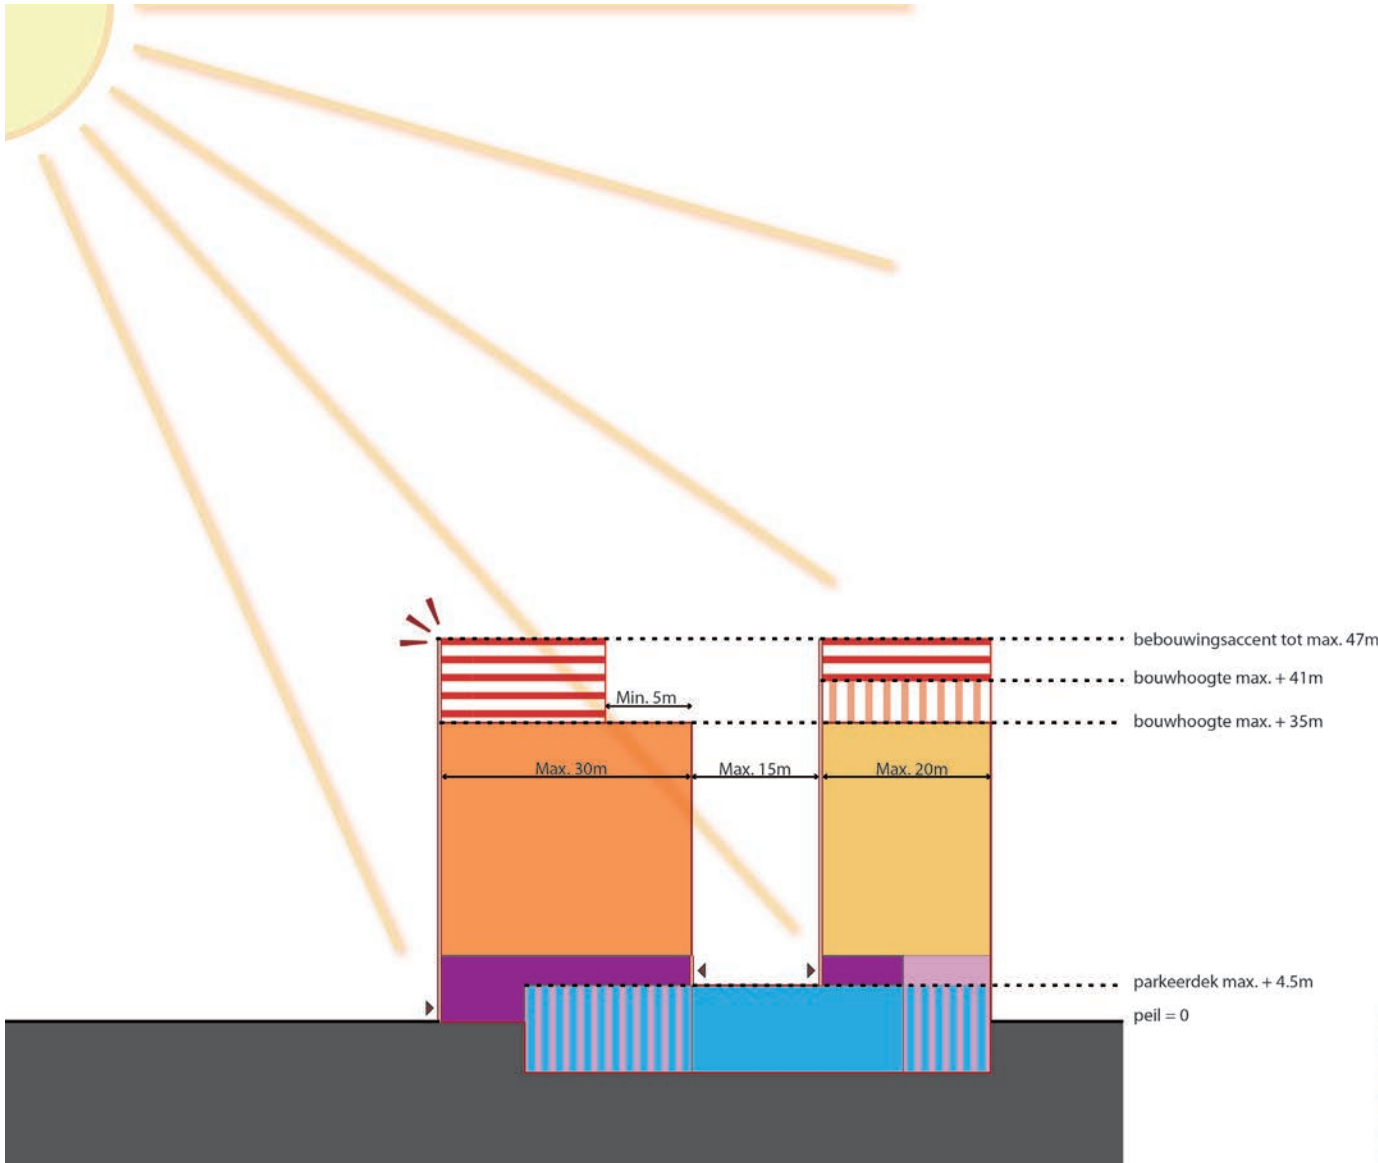 bebouwingsaccent tot max. 47m
bouwhoogte max. + 41m
Min. 5m
bouwhoogte max. + 35m
Max. 30m
Max. 15m
Max. 20m
parkeerdek max. + 4.5m
peil = 0